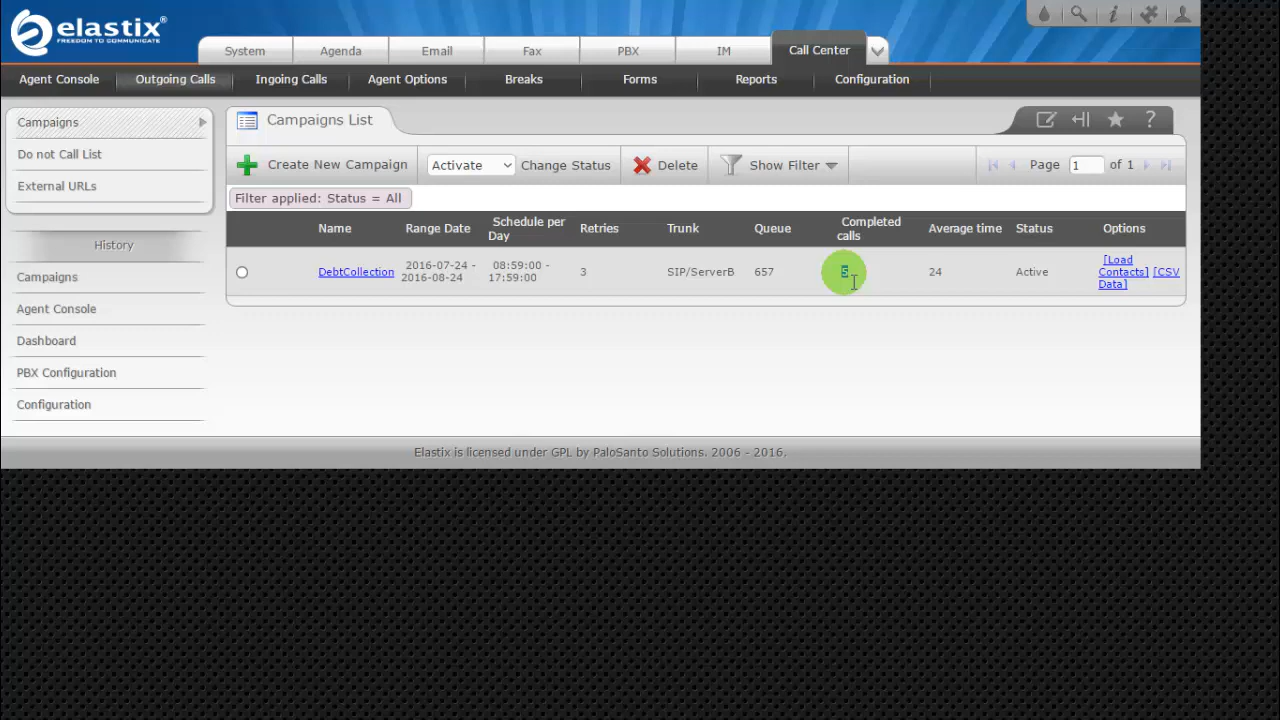 elastix®
FREEDOM TO COMMUNICATE
System
Agenda
Email
Fax
PBX
IM
Call Center
Agent Console
Outgoing Calls
Ingoing Calls
Agent Options
Breaks
Forms
Reports
Configuration
Campaigns
Do not Call List
External URLs
History
Campaigns
Agent Console
Dashboard
PBX Configuration
Configuration
Campaigns List
?
Create New Campaign
Activate
Change Status
Delete
Show Filter
Page 1 of 1
Filter applied: Status = All
Name
Range Date
Schedule per
Day
Retries
Trunk
Queue
Completed
calls
Average time
Status
Options
DebtCollection
2016-07-24 -
2016-08-24
08:59:00 -
17:59:00
3
SIP/ServerB
657
5
24
Active
[Load
Contacts] [CSV
Data]
Elastix is licensed under GPL by PaloSanto Solutions. 2006 - 2016.